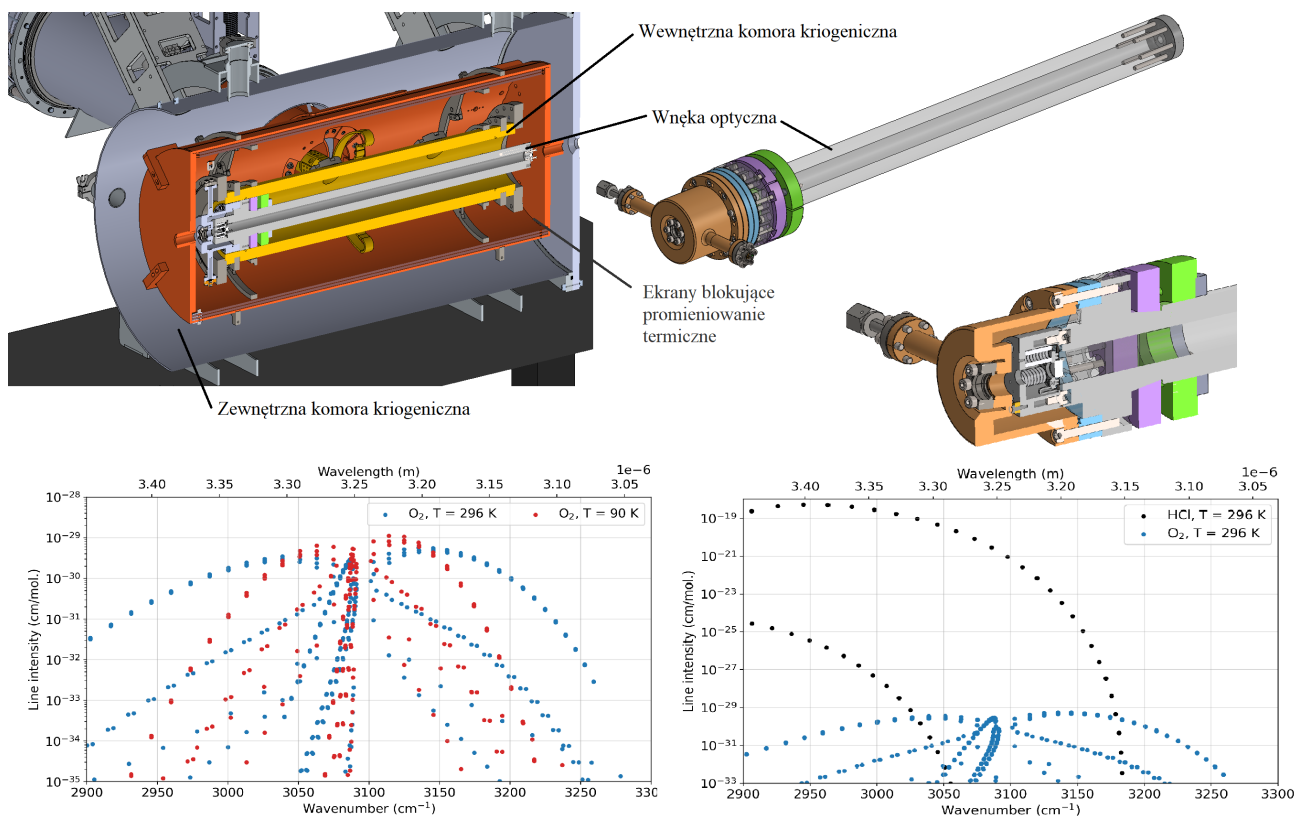 Wewnętrzna komora kriogeniczna
Wnęka optyczna
Ekrany blokujące
promieniowanie
termiczne
Zewnętrzna komora kriogeniczna
Wavelength (m)
1e−6
3.40 3.35 3.30 3.25 3.20 3.15 3.10 3.05
O₂, T = 296 K
O₂, T = 90 K
Line intensity (cm/mol.)
10⁻²⁸
10⁻²⁹
10⁻³⁰
10⁻³¹
10⁻³²
10⁻³³
10⁻³⁴
10⁻³⁵
2900 2950 3000 3050 3100 3150 3200 3250 330
Wavenumber (cm⁻¹)
Wavelength (m)
1e−6
3.40 3.35 3.30 3.25 3.20 3.15 3.10 3.05
HCl, T = 296 K
O₂, T = 296 K
Line intensity (cm/mol.)
10⁻¹⁹
10⁻²¹
10⁻²³
10⁻²⁵
10⁻²⁷
10⁻²⁹
10⁻³¹
10⁻³³
2900 2950 3000 3050 3100 3150 3200 3250 3300
Wavenumber (cm⁻¹)